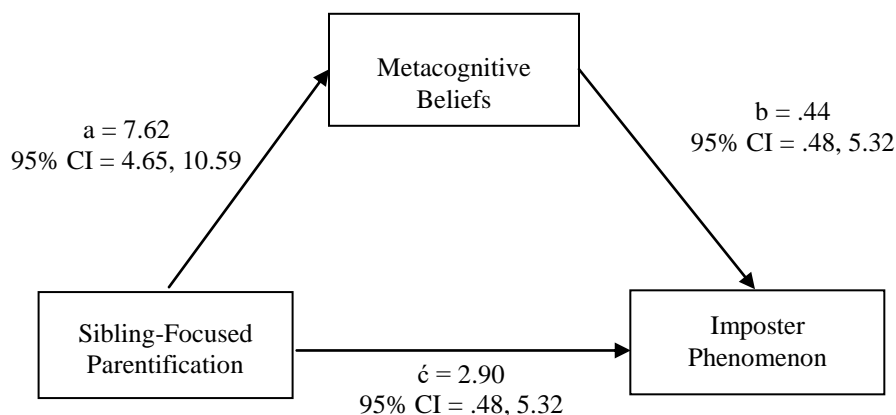 Metacognitive
Beliefs
a = 7.62
95% CI = 4.65, 10.59
b = .44
95% CI = .48, 5.32
Sibling-Focused
Parentification
Imposter
Phenomenon
ć = 2.90
95% CI = .48, 5.32